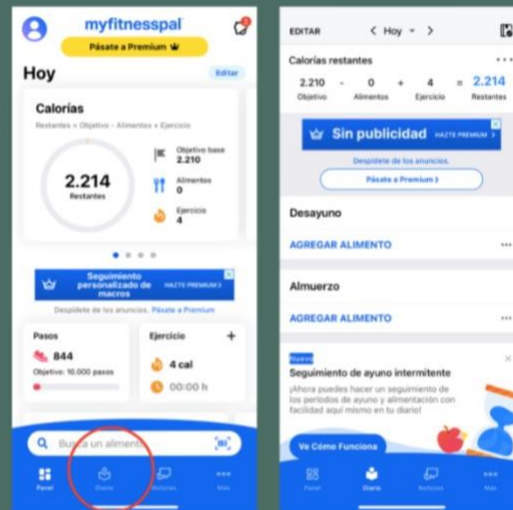 myfitnesspal
Pásate a Premium
Hoy
Editar
Calorías
Restantes = Objetivo - Alimentos + Ejercicio
2.214
Restantes
Objetivo base
2.210
Alimentos
0
Ejercicio
4
Seguimiento
personalizado de
macros
HAZTE PREMIUM >
Despídete de los anuncios. Pásate a Premium
Pasos
844
Objetivo: 10.000 pasos
Ejercicio
+
4 cal
00:00 h
Busca un alimento
Panel
Diario
Noticias
Más
EDITAR
< Hoy >
Calorías restantes
2.210 - 0 + 4 = 2.214
Objetivo Alimentos Ejercicio Restantes
Sin publicidad HAZTE PREMIUM >
Despídete de los anuncios.
Pásate a Premium >
Desayuno
AGREGAR ALIMENTO
Almuerzo
AGREGAR ALIMENTO
Nuevo
Seguimiento de ayuno intermitente
¡Ahora puedes hacer un seguimiento de
los períodos de ayuno y alimentación con
facilidad aquí mismo en tu diario!
Ve Cómo Funciona
Panel
Diario
Noticias
Más